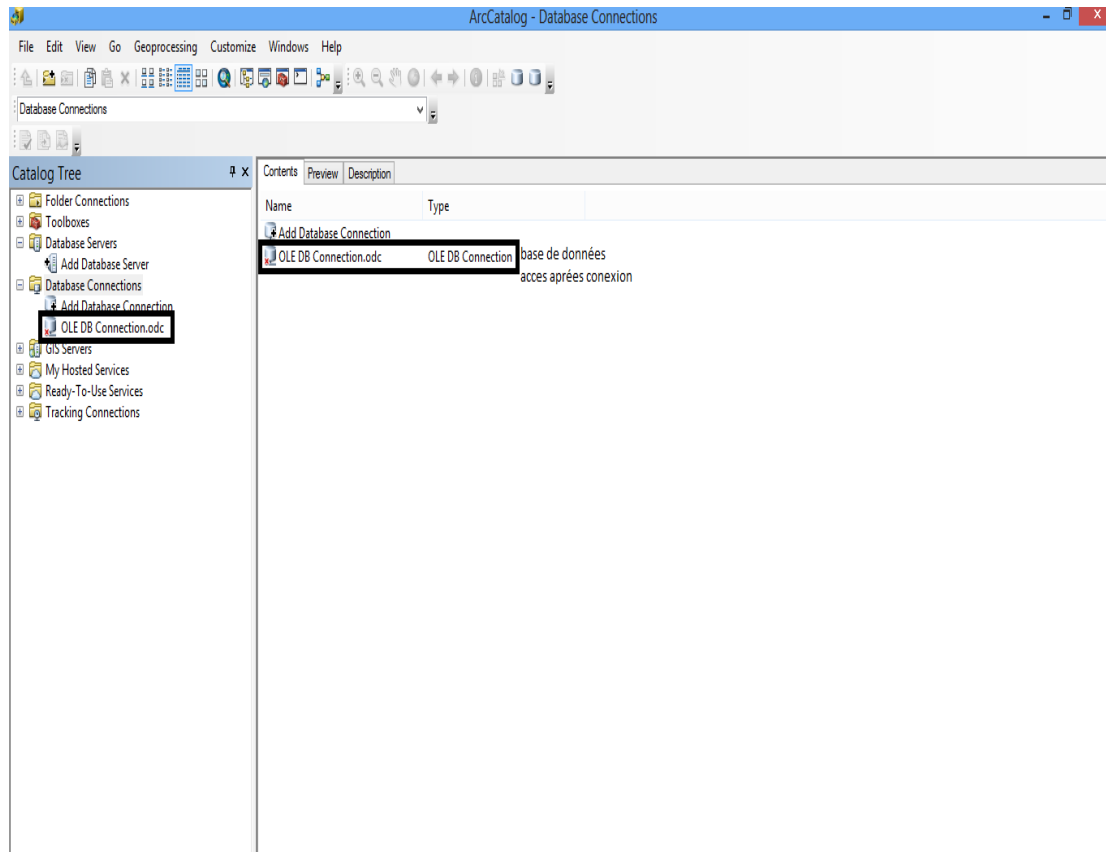 ArcCatalog - Database Connections
File Edit View Go Geoprocessing Customize Windows Help
Database Connections
Catalog Tree
Folder Connections
Toolboxes
Database Servers
Add Database Server
Database Connections
Add Database Connection
OLE DB Connection.odc
GIS Servers
My Hosted Services
Ready-To-Use Services
Tracking Connections
Contents Preview Description
Name Type
Add Database Connection
OLE DB Connection.odc OLE DB Connection base de données
acces aprées conexion